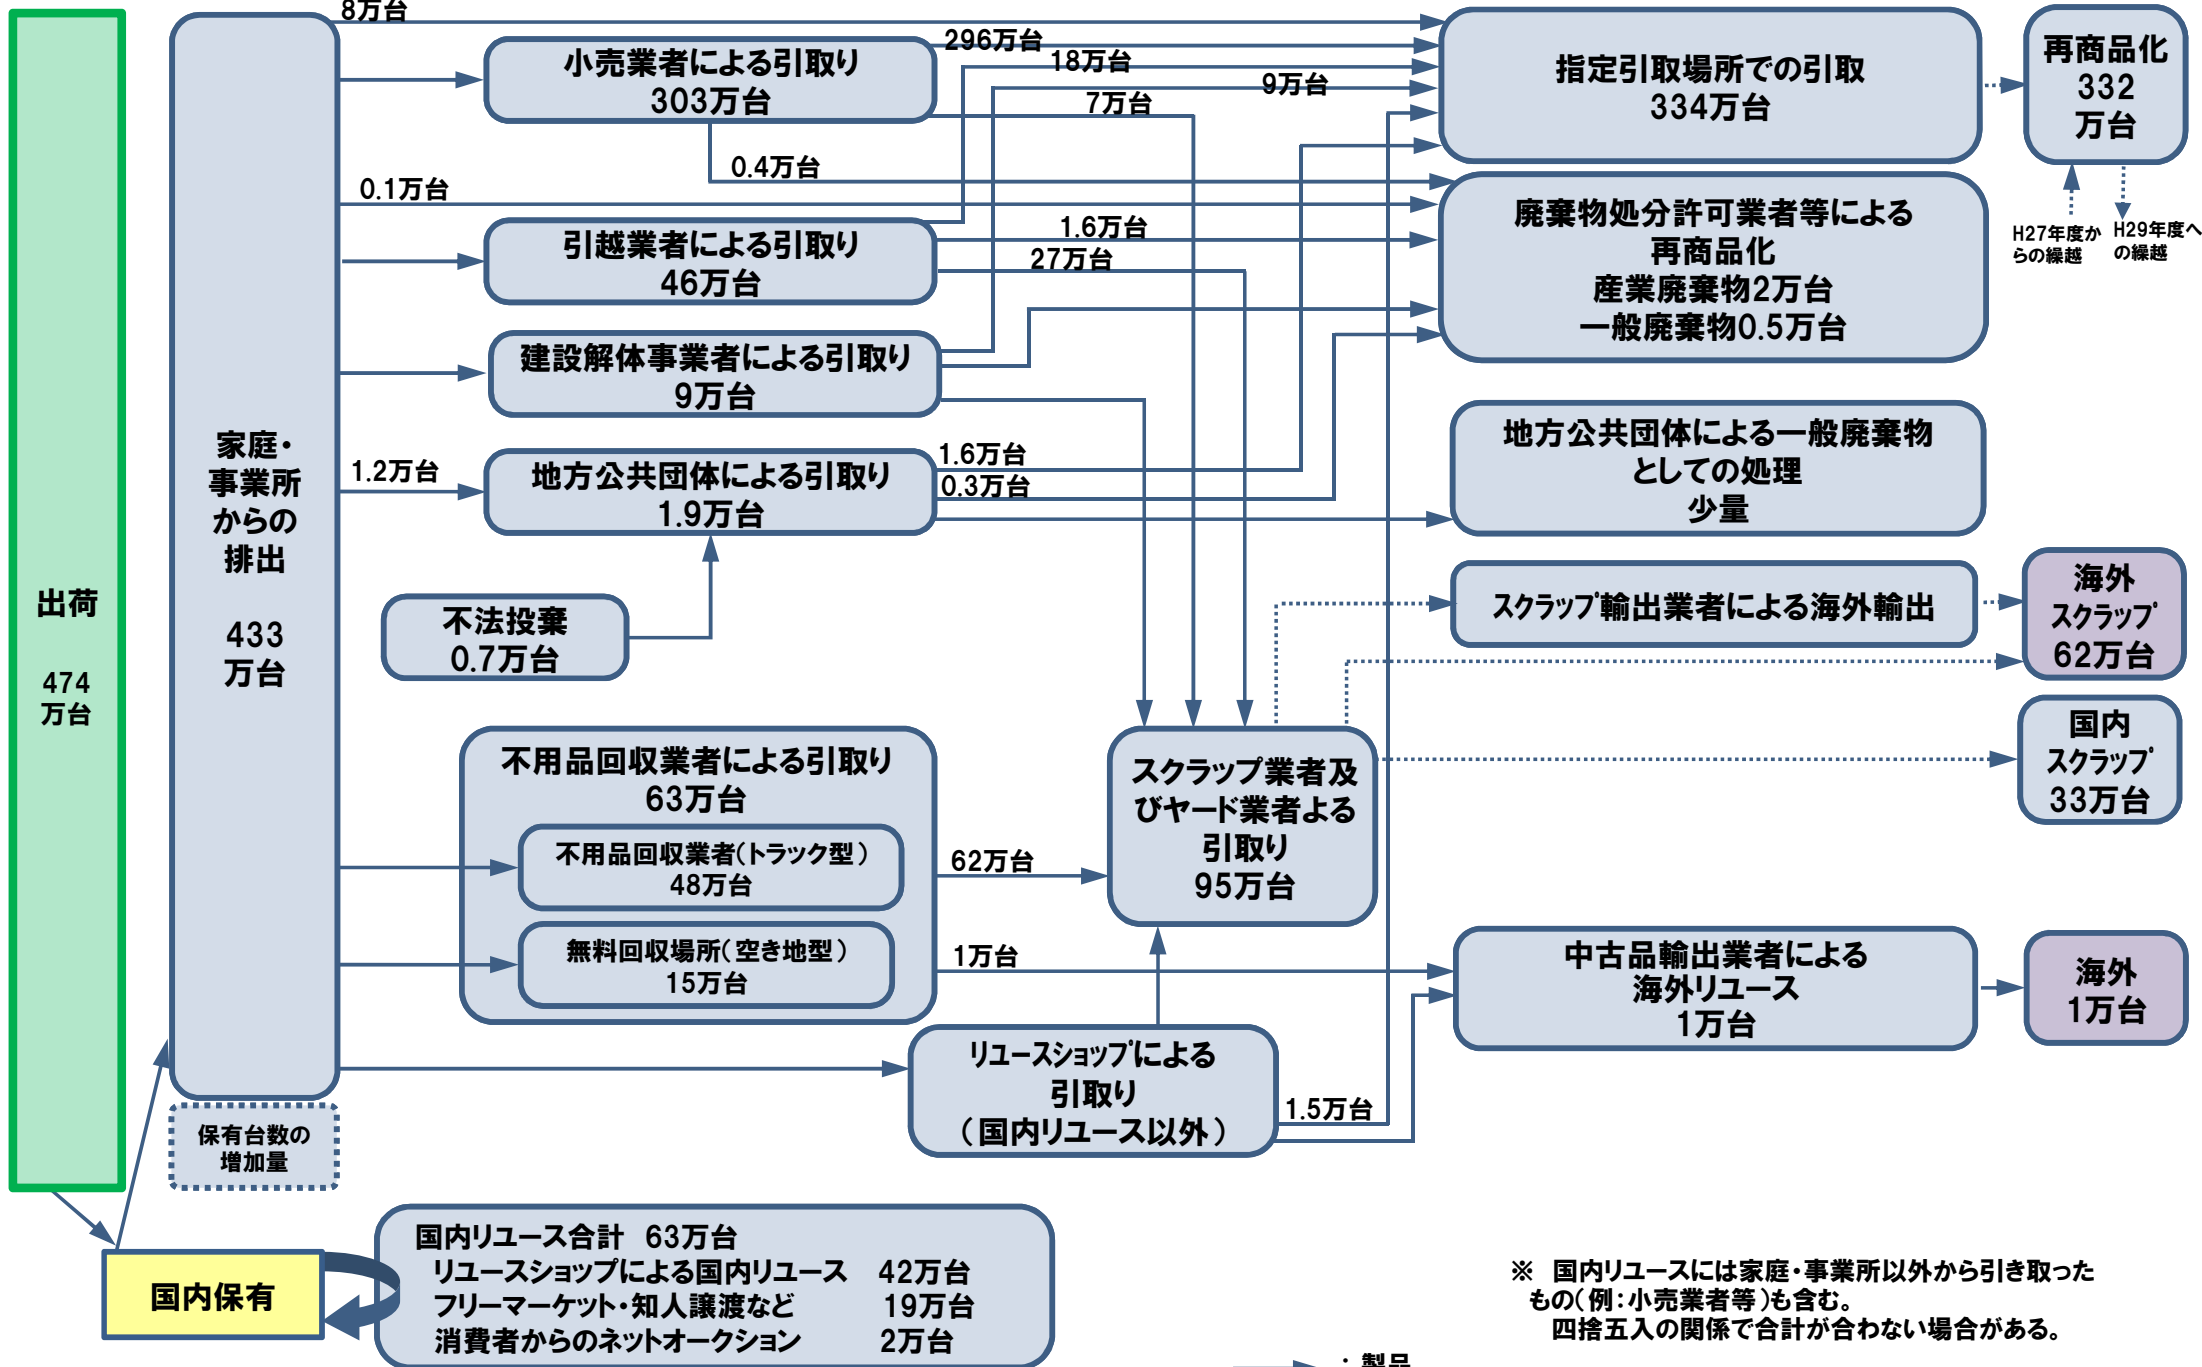 出荷
474
万台
家庭・
事業所
からの
排出
433
万台
保有台数の
増加量
国内保有
8万台
小売業者による引取り
303万台
296万台
18万台
9万台
7万台
0.4万台
0.1万台
引越業者による引取り
46万台
1.6万台
27万台
建設解体事業者による引取り
9万台
1.2万台
地方公共団体による引取り
1.9万台
1.6万台
0.3万台
不法投棄
0.7万台
不用品回収業者による引取り
63万台
不用品回収業者(トラック型)
48万台
無料回収場所(空き地型)
15万台
62万台
1万台
スクラップ業者及
びヤード業者よる
引取り
95万台
リユースショップによる
引取り
(国内リユース以外)
1.5万台
指定引取場所での引取
334万台
再商品化
332
万台
H27年度か
らの繰越
H29年度へ
の繰越
廃棄物処分許可業者等による
再商品化
産業廃棄物2万台
一般廃棄物0.5万台
地方公共団体による一般廃棄物
としての処理
少量
スクラップ輸出業者による海外輸出
海外
スクラップ
62万台
国内
スクラップ
33万台
中古品輸出業者による
海外リユース
1万台
海外
1万台
国内リユース合計 63万台
リユースショップによる国内リユース 42万台
フリーマーケット・知人譲渡など 19万台
消費者からのネットオークション 2万台
※ 国内リユースには家庭・事業所以外から引き取った
もの(例:小売業者等)も含む。
四捨五入の関係で合計が合わない場合がある。
:製品